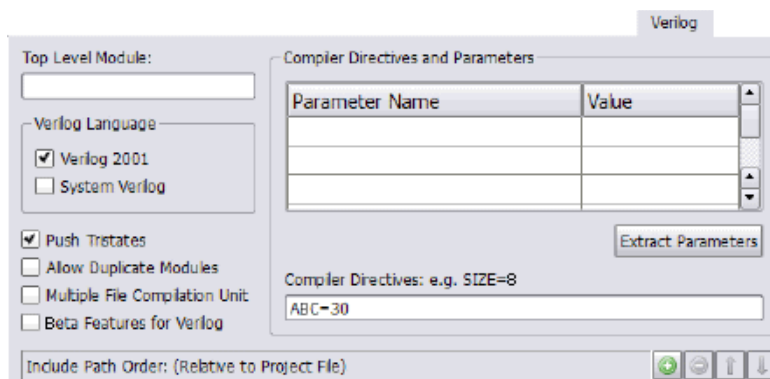 Verilog
Top Level Module:
Compiler Directives and Parameters
Parameter Name Value
Verilog Language
Verilog 2001
System Verilog
Push Tristates
Allow Duplicate Modules
Multiple File Compilation Unit
Beta Features for Verilog
Extract Parameters
Compiler Directives: e.g. SIZE=8
ABC=30
Include Path Order: (Relative to Project File)